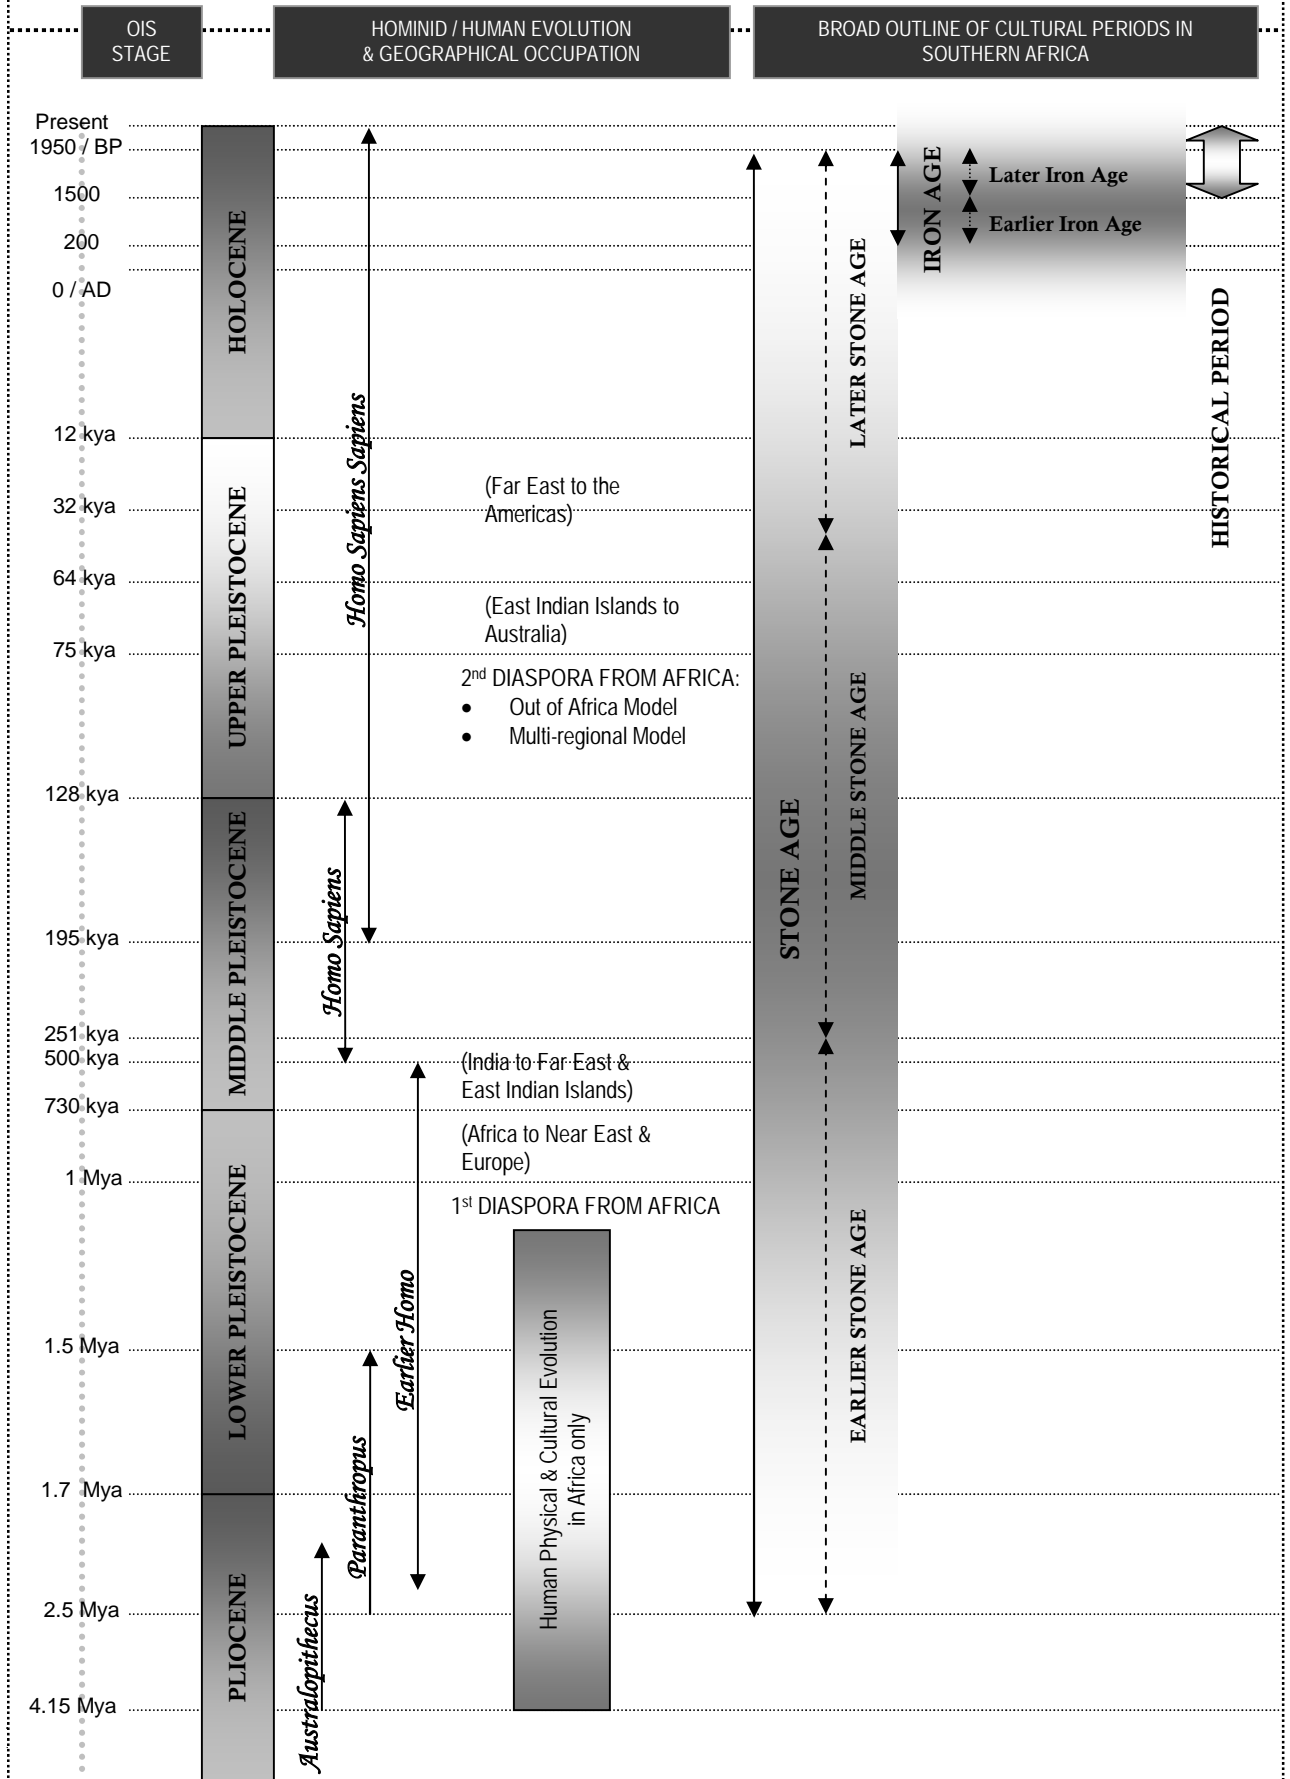 OIS
STAGE
HOMINID / HUMAN EVOLUTION
& GEOGRAPHICAL OCCUPATION
BROAD OUTLINE OF CULTURAL PERIODS IN
SOUTHERN AFRICA
Present
1950 / BP
1500
200
0 / AD
12 kya
32 kya
64 kya
75 kya
128 kya
195 kya
251 kya
500 kya
730 kya
1 Mya
1.5 Mya
1.7 Mya
2.5 Mya
4.15 Mya
HOLOCENE
UPPER PLEISTOCENE
MIDDLE PLEISTOCENE
LOWER PLEISTOCENE
PLIOCENE
Homo Sapiens Sapiens
Homo Sapiens
Earlier Homo
Paranthropus
Australopithecus
(Far East to the
Americas)
(East Indian Islands to
Australia)
2nd DIASPORA FROM AFRICA:
• Out of Africa Model
• Multi-regional Model
(India to Far East &
East Indian Islands)
(Africa to Near East &
Europe)
1st DIASPORA FROM AFRICA
Human Physical & Cultural Evolution
in Africa only
STONE AGE
LATER STONE AGE
MIDDLE STONE AGE
EARLIER STONE AGE
IRON AGE
Later Iron Age
Earlier Iron Age
HISTORICAL PERIOD